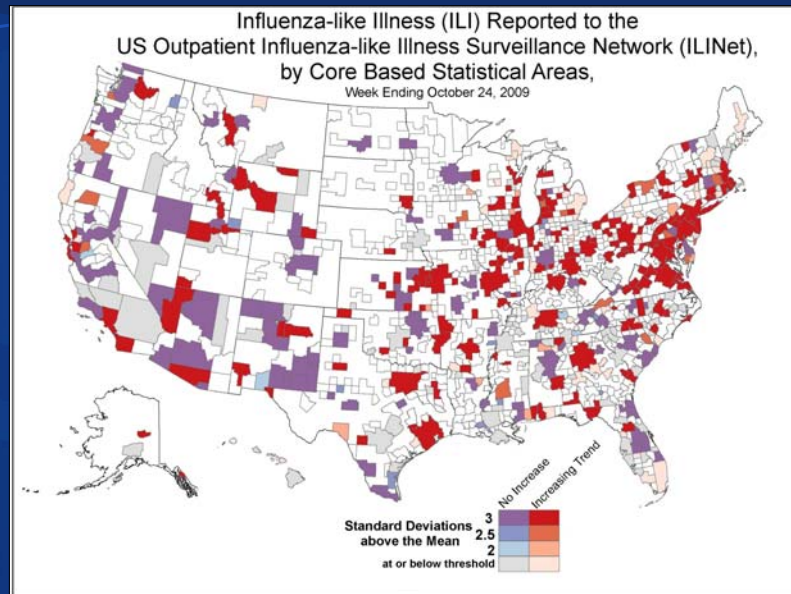 Influenza-like Illness (ILI) Reported to the
US Outpatient Influenza-like Illness Surveillance Network (ILINet),
by Core Based Statistical Areas,
Week Ending October 24, 2009
No Increase
Increasing Trend
Standard Deviations
above the Mean
3
2.5
2
at or below threshold